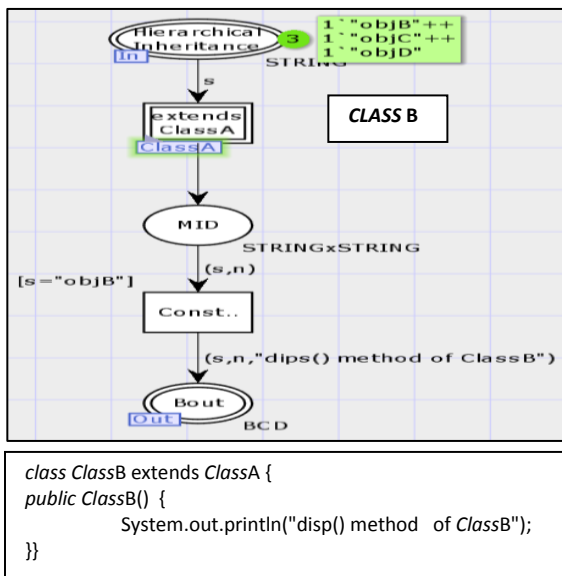 Hierarchical
Inheritance
3
1`"objB"++
1`"objC"++
1`"objD"
In
STRING
s
extends
ClassA
ClassA
CLASS B
MID
STRINGxSTRING
(s,n)
[s="objB"]
Const..
(s,n,"dips() method of ClassB")
Bout
Out
BCD
class ClassB extends ClassA {
public ClassB() {
System.out.println("disp() method of ClassB");
}}